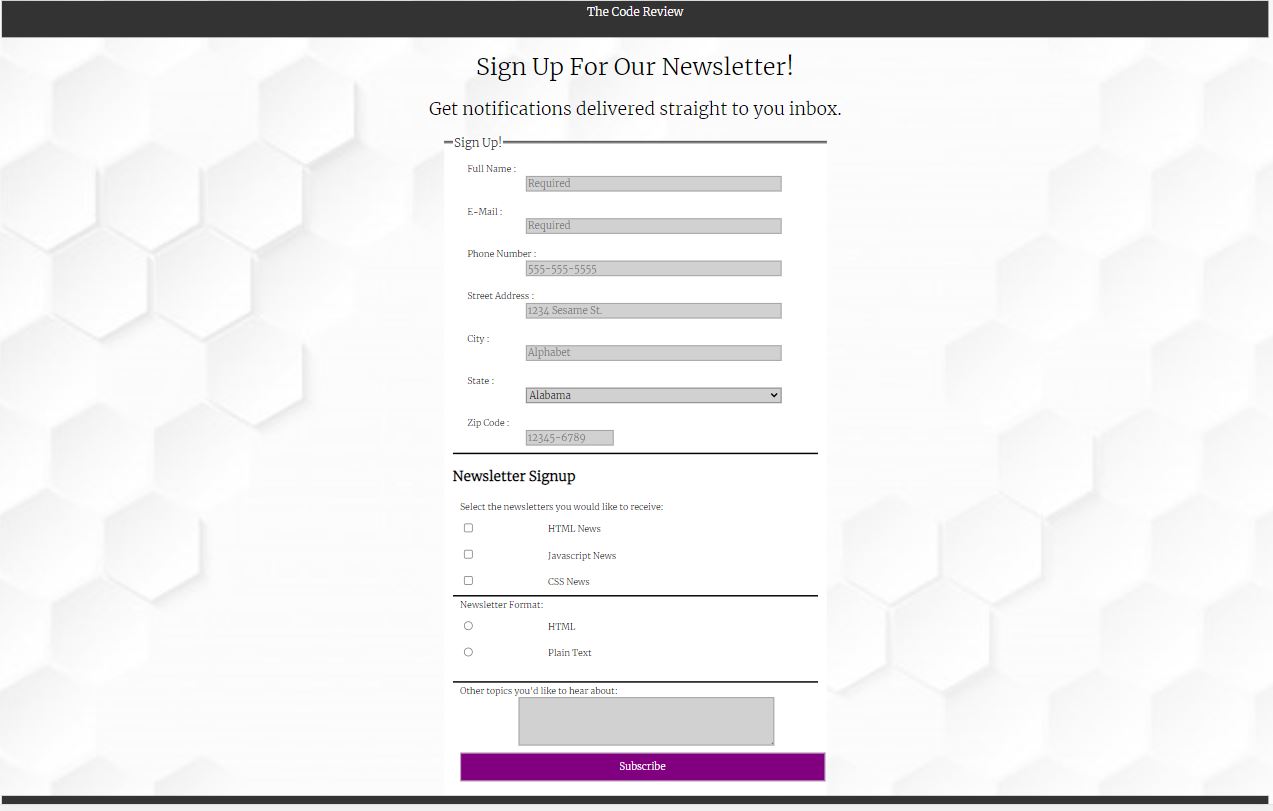 The Code Review
Sign Up For Our Newsletter!
Get notifications delivered straight to you inbox.
Sign Up!
Full Name :
Required
E-Mail :
Required
Phone Number :
555-555-5555
Street Address :
1234 Sesame St.
City :
Alphabet
State :
Alabama
Zip Code :
12345-6789
Newsletter Signup
Select the newsletters you would like to receive:
HTML News
Javascript News
CSS News
Newsletter Format:
HTML
Plain Text
Other topics you'd like to hear about:
Subscribe